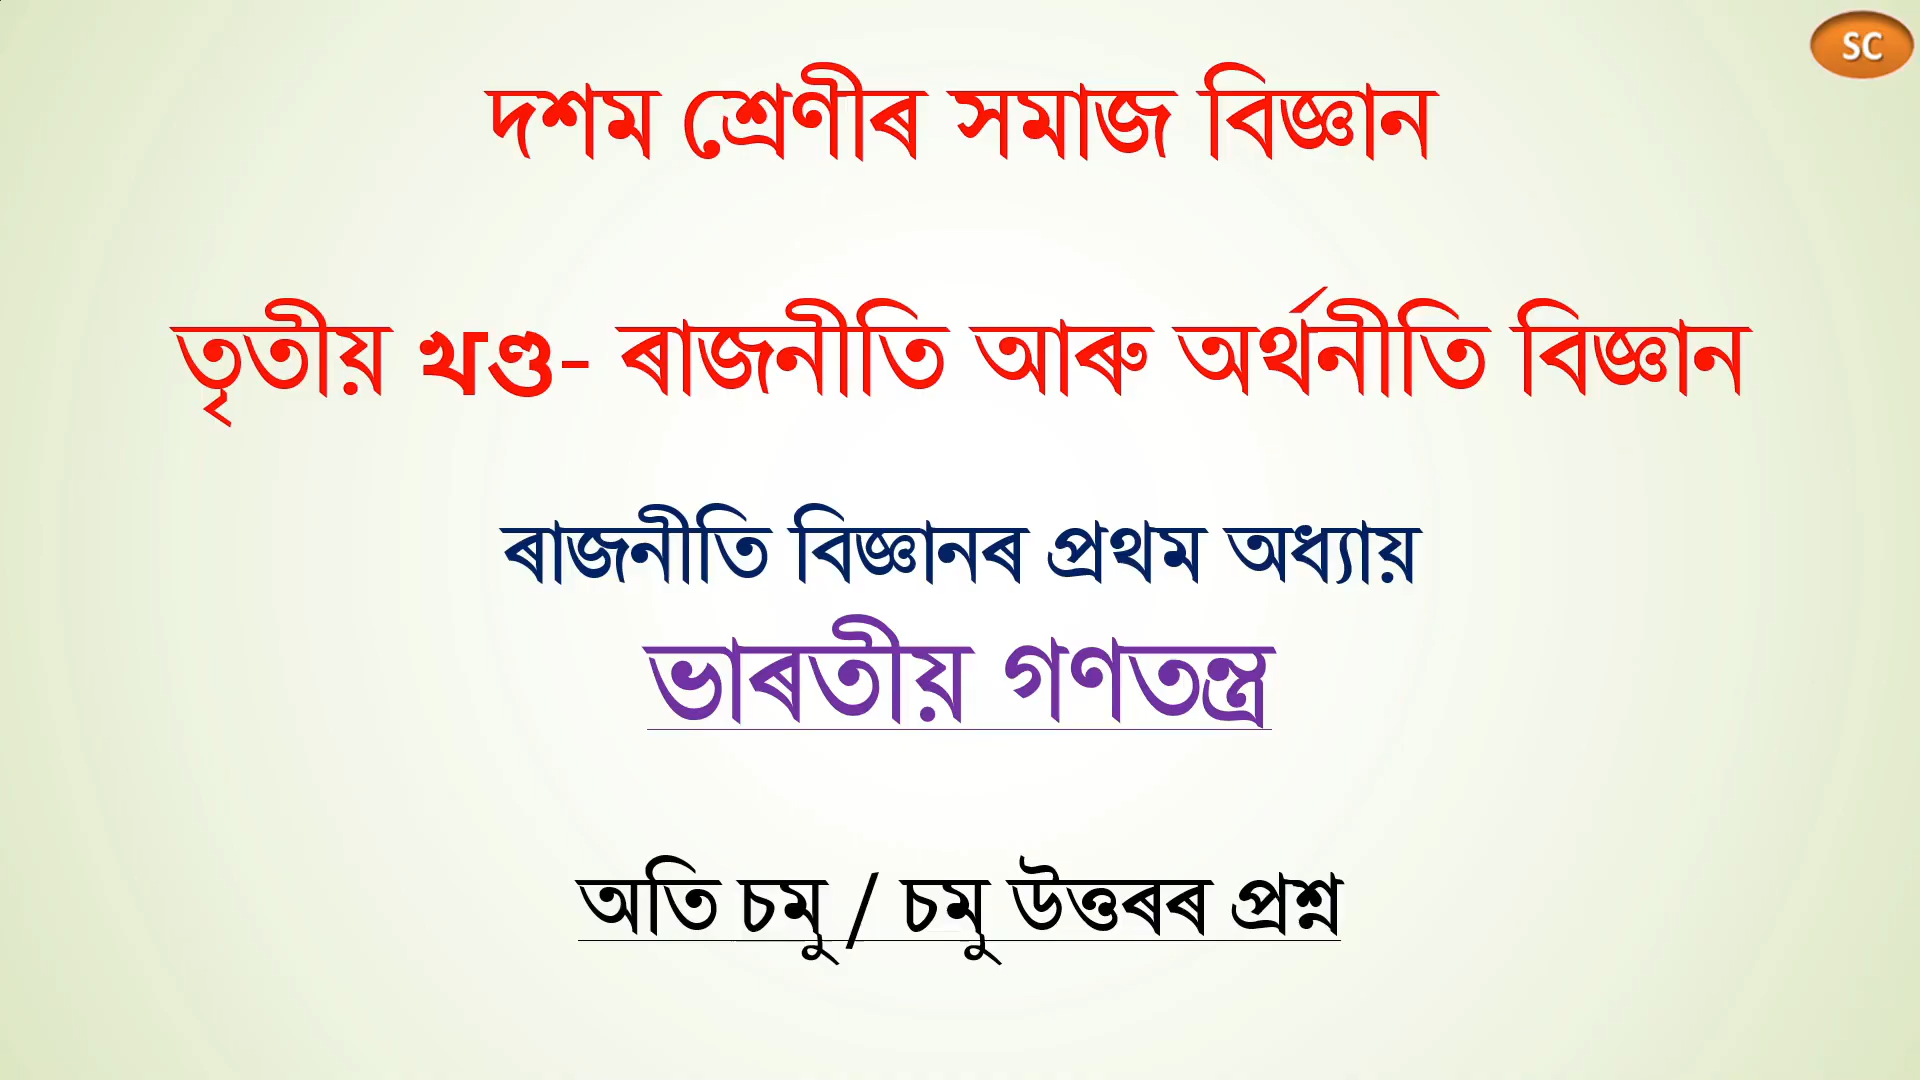 SC
দশম শ্ৰেণীৰ সমাজ বিজ্ঞান
তৃতীয় খণ্ড- ৰাজনীতি আৰু অৰ্থনীতি বিজ্ঞান
ৰাজনীতি বিজ্ঞানৰ প্ৰথম অধ্যায়
ভাৰতীয় গণতন্ত্ৰ
অতি চমু / চমু উত্তৰৰ প্ৰশ্ন